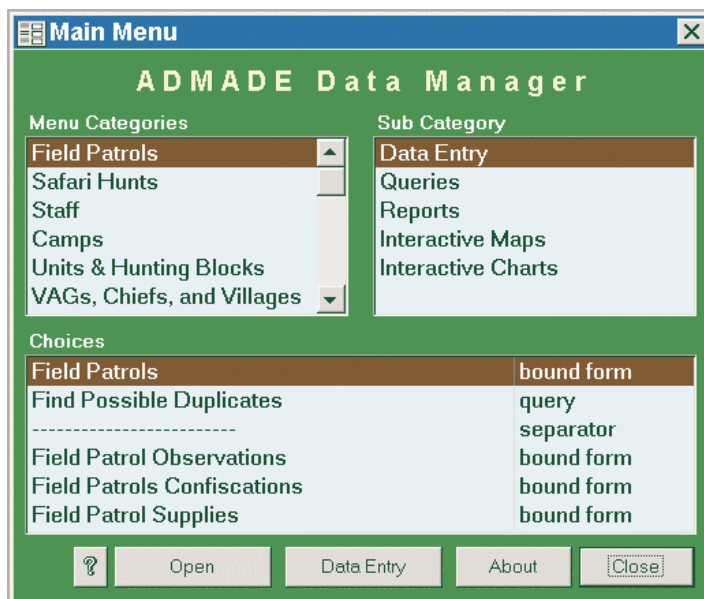 Main Menu
ADMADE Data Manager
Menu Categories
Sub Category
Field Patrols
Safari Hunts
Staff
Camps
Units & Hunting Blocks
VAGs, Chiefs, and Villages
Data Entry
Queries
Reports
Interactive Maps
Interactive Charts
Choices
Field Patrols bound form
Find Possible Duplicates query
------------------------- separator
Field Patrol Observations bound form
Field Patrols Confiscations bound form
Field Patrol Supplies bound form
? Open Data Entry About Close